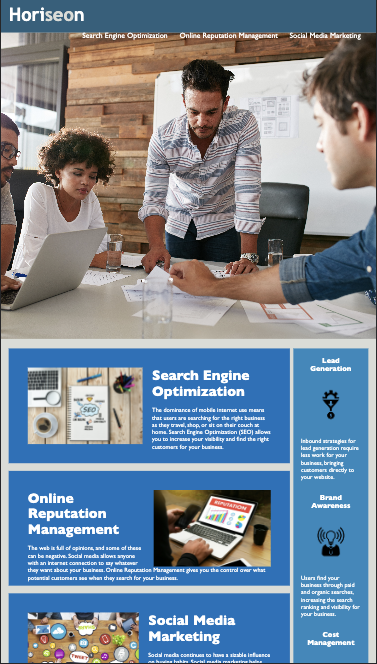 Horiseon
Search Engine Optimization Online Reputation Management Social Media Marketing
Search Engine
Optimization
The dominance of mobile internet use means
that users are searching for the right business
as they travel, shop, or sit on their couch at
home. Search Engine Optimization (SEO) allows
you to increase your visibility and find the right
customers for your business.
SEO
Online
Reputation
Management
The web is full of opinions, and some of these
can be negative. Social media allows anyone
with an internet connection to say whatever
they want about your business. Online Reputation Management gives you the control over what
potential customers see when they search for your business.
REPUTATION
Social Media
Marketing
Social media continues to have a sizable influence
on buying habits. Social media marketing helps
Lead
Generation
Inbound strategies for
lead generation require
less work for your
business, bringing
customers directly to
your website.
Brand
Awareness
Users find your
business through paid
and organic searches,
increasing the search
ranking and visibility for
your business.
Cost
Management